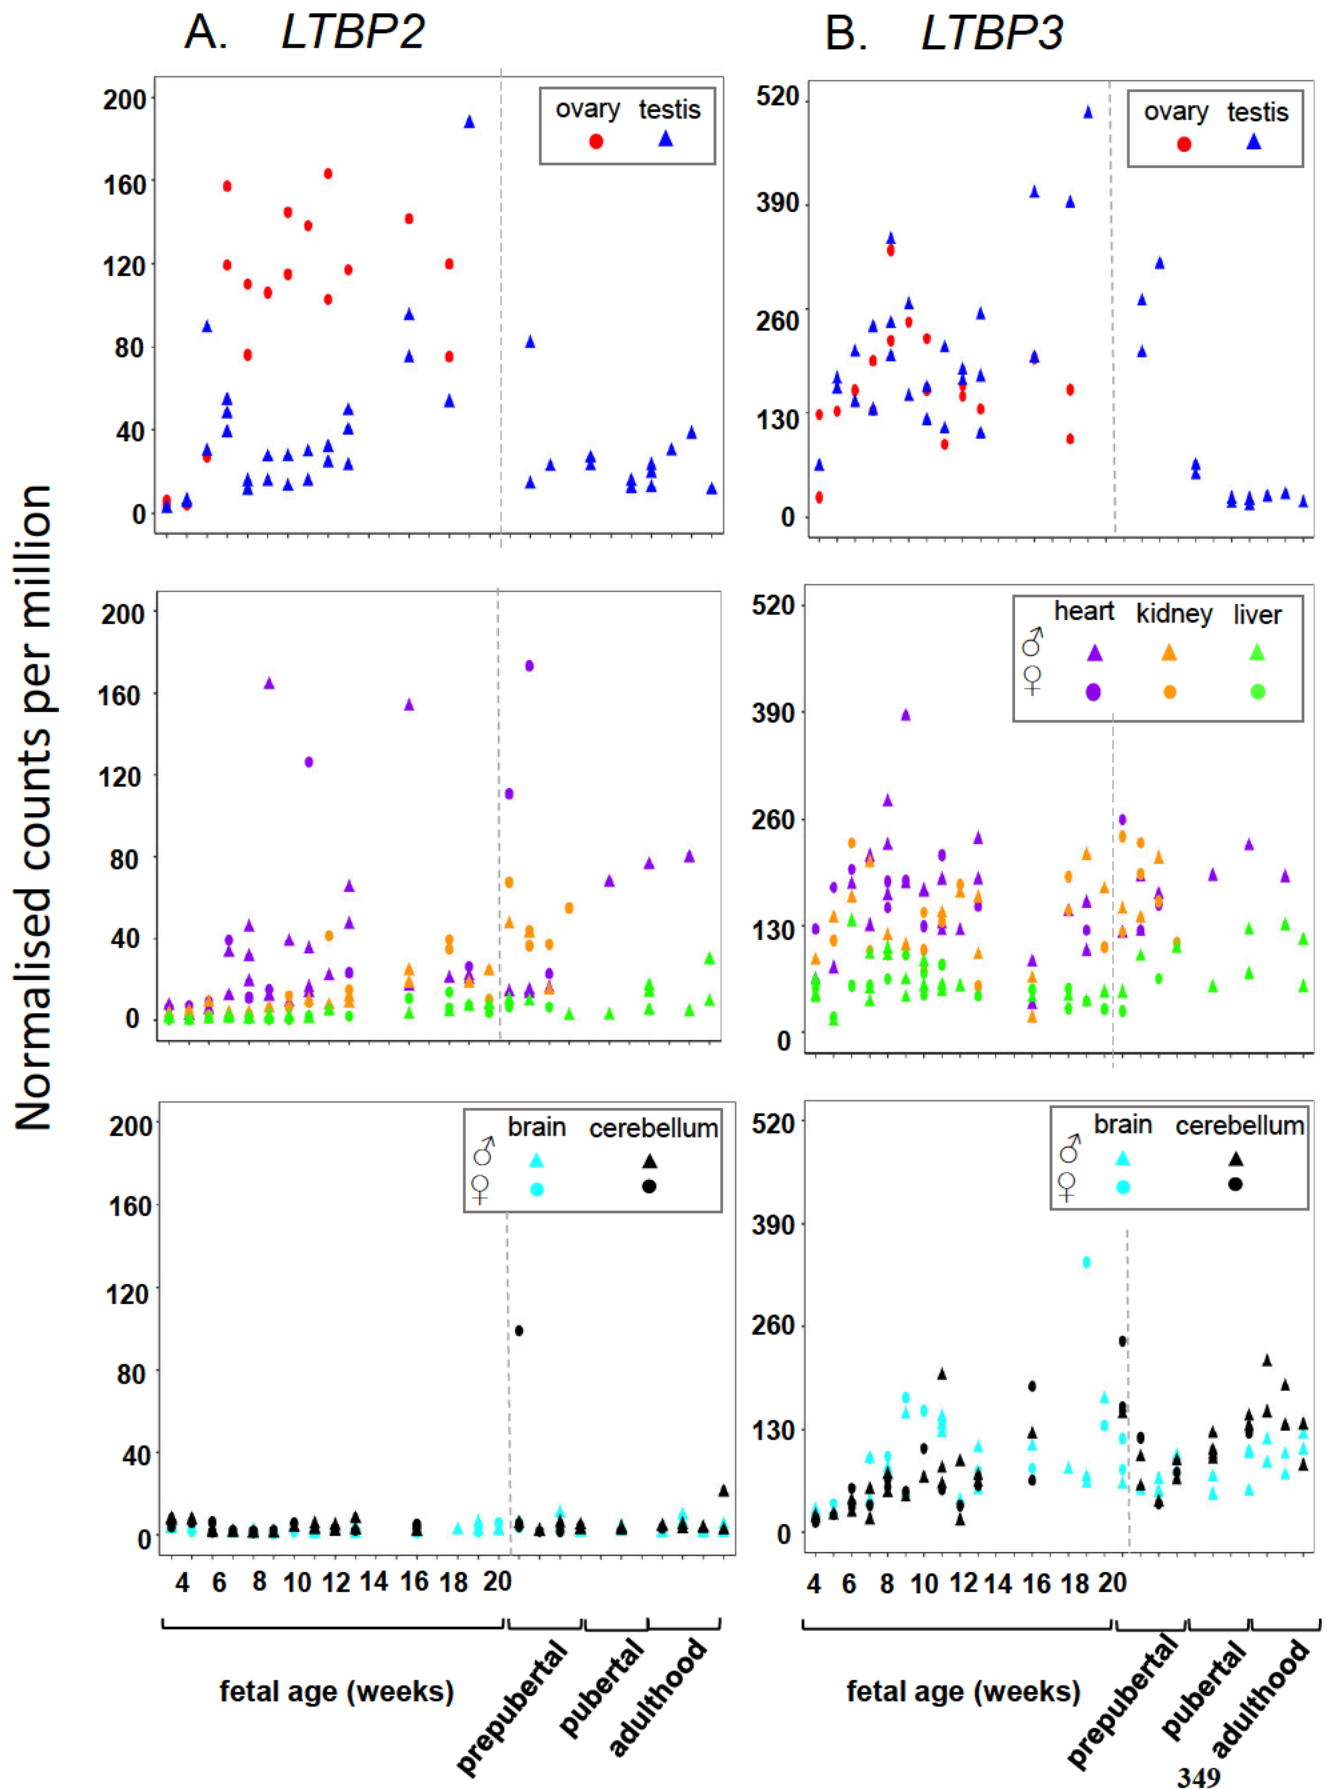 A. LTBP2
B. LTBP3
Normalised counts per million
200
160
120
80
40
0
ovary testis
520
390
260
130
0
ovary testis
200
160
120
80
40
0
520
390
260
130
0
heart kidney liver
♂
♀
200
160
120
80
40
0
brain cerebellum
♂
♀
520
390
260
130
0
brain cerebellum
♂
♀
4 6 8 10 12 14 16 18 20
fetal age (weeks)
prepubertal
pubertal
adulthood
4 6 8 10 12 14 16 18 20
fetal age (weeks)
prepubertal
pubertal
adulthood
349